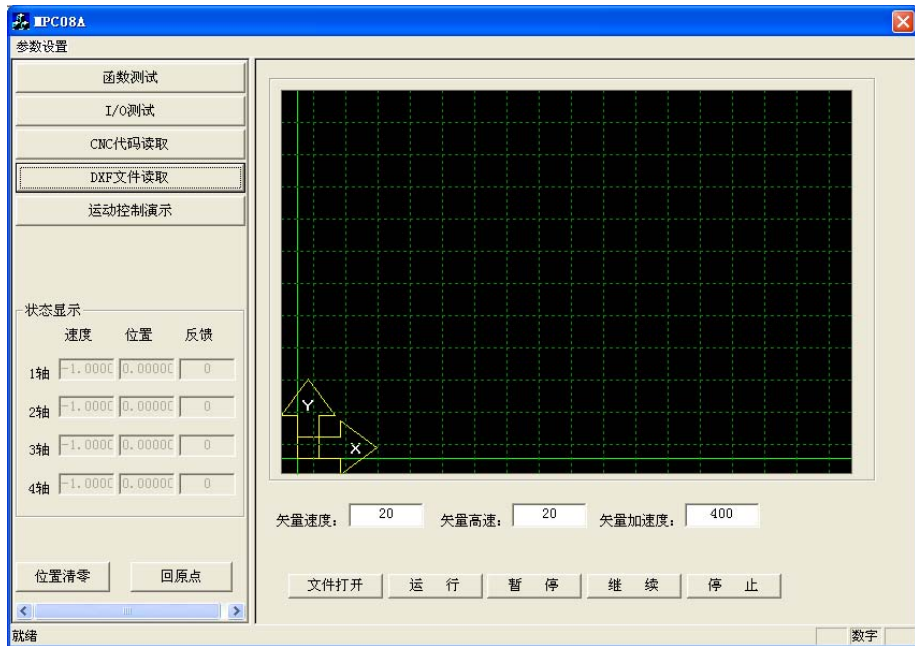 MPC08A
参数设置
函数测试
I/O测试
CNC代码读取
DXF文件读取
运动控制演示
状态显示
速度 位置 反馈
1轴 -1.0000 0.00000 0
2轴 -1.0000 0.00000 0
3轴 -1.0000 0.00000 0
4轴 -1.0000 0.00000 0
位置清零 回原点
Y
X
矢量速度： 20 矢量高速： 20 矢量加速度： 400
文件打开 运 行 暂 停 继 续 停 止
就绪 数字